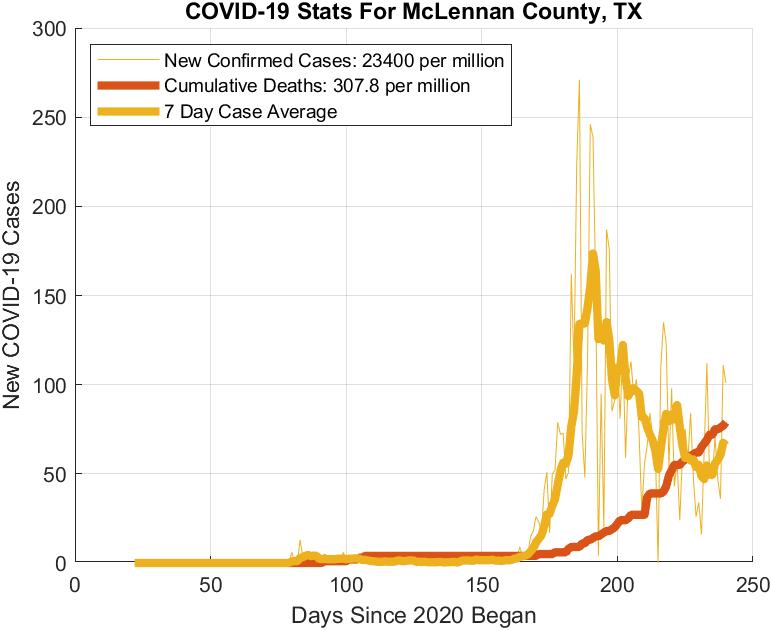 COVID-19 Stats For McLennan County, TX
300
New Confirmed Cases: 23400 per million
Cumulative Deaths: 307.8 per million
7 Day Case Average
250
200
150
100
50
0
New COVID-19 Cases
0 50 100 150 200 250
Days Since 2020 Began